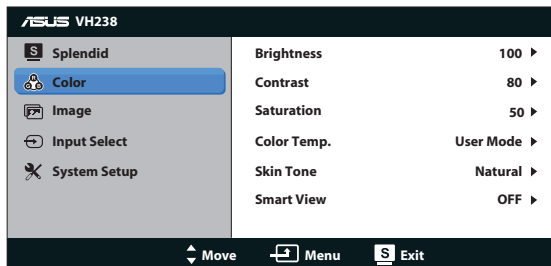 ASUS VH238
S Splendid
Color
Image
Input Select
System Setup
Brightness 100
Contrast 80
Saturation 50
Color Temp. User Mode
Skin Tone Natural
Smart View OFF
Move Menu S Exit